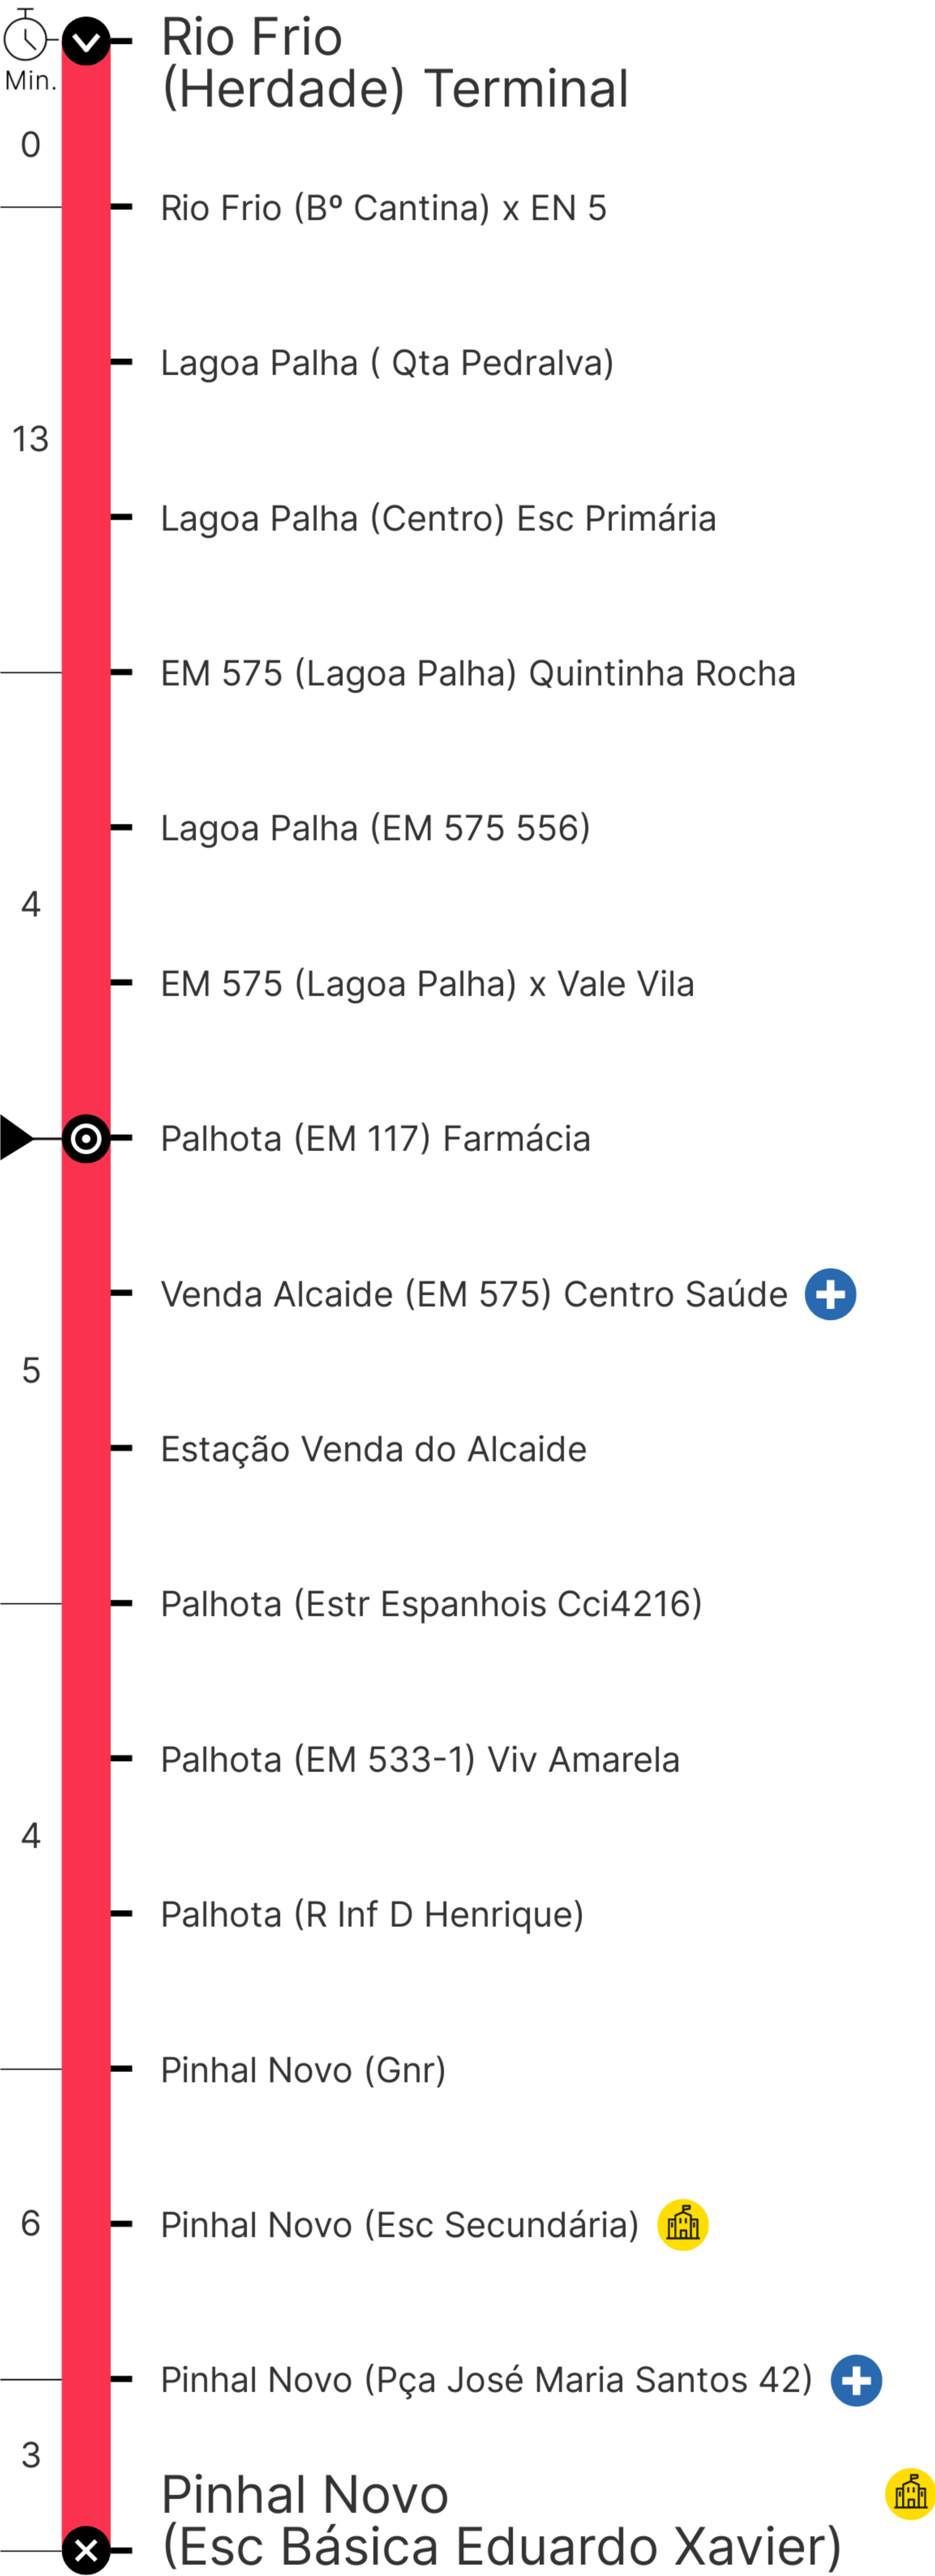 Rio Frio
(Herdade) Terminal
Min.
0
Rio Frio (Bº Cantina) x EN 5
Lagoa Palha ( Qta Pedralva)
13
Lagoa Palha (Centro) Esc Primária
EM 575 (Lagoa Palha) Quintinha Rocha
Lagoa Palha (EM 575 556)
4
EM 575 (Lagoa Palha) x Vale Vila
Palhota (EM 117) Farmácia
Venda Alcaide (EM 575) Centro Saúde
5
Estação Venda do Alcaide
Palhota (Estr Espanhois Cci4216)
Palhota (EM 533-1) Viv Amarela
4
Palhota (R Inf D Henrique)
Pinhal Novo (Gnr)
6 Pinhal Novo (Esc Secundária)
Pinhal Novo (Pça José Maria Santos 42)
3
Pinhal Novo
(Esc Básica Eduardo Xavier)